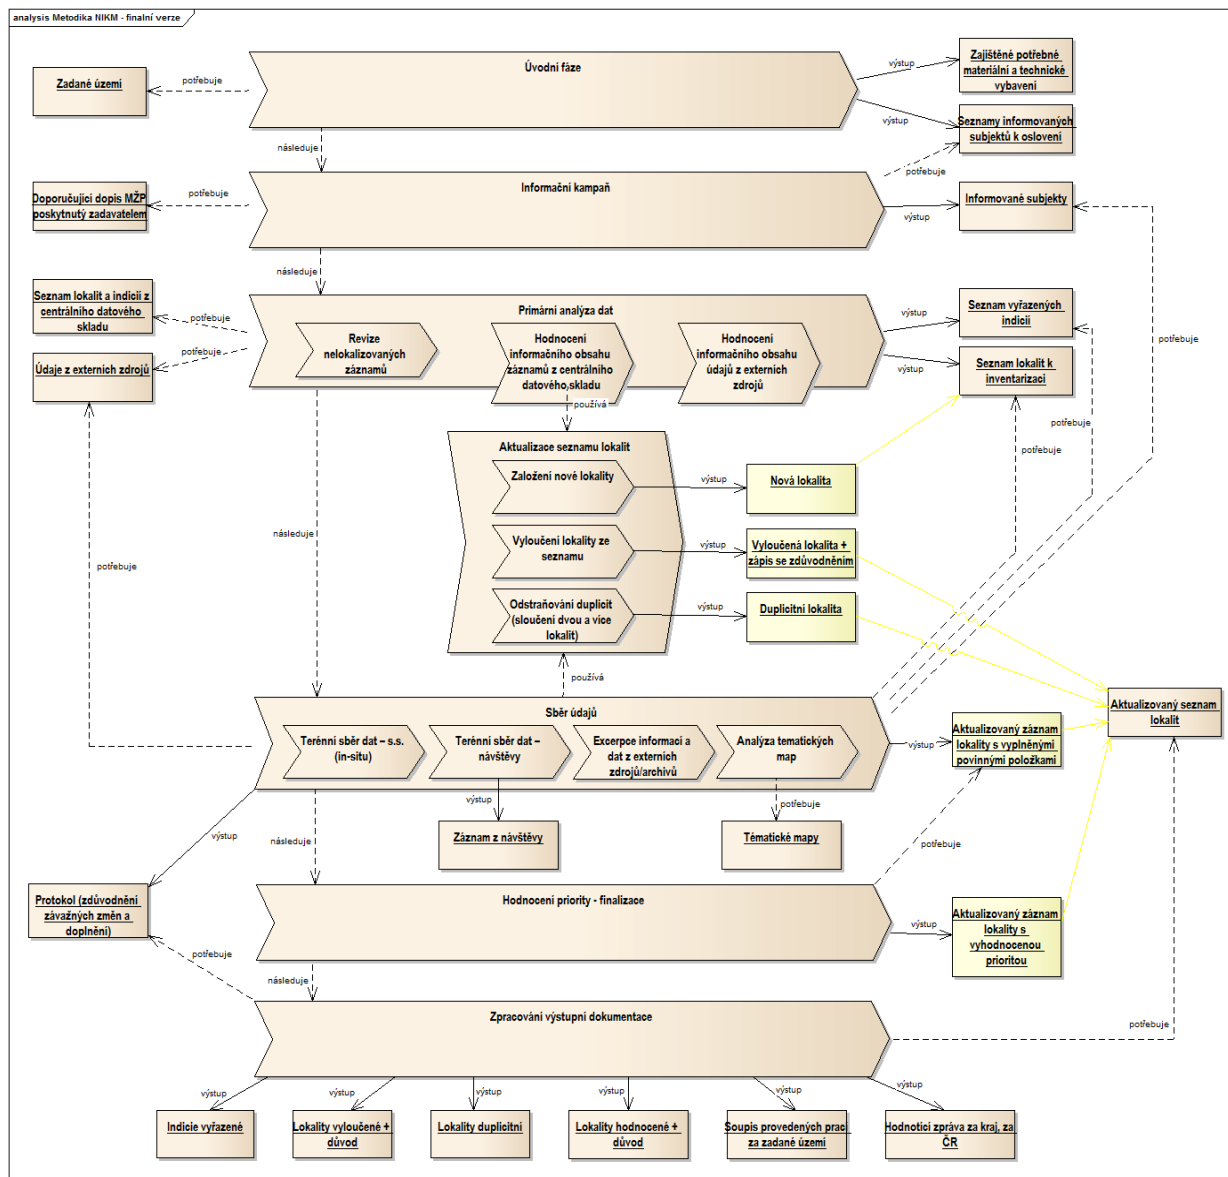 analysis Metodika NIKM - finalní verze
Úvodní fáze
Zadané území
potřebuje
výstup
Zajištěné potřebné
materiální a technické
vybavení
výstup
Seznamy informovaných
subjektů k oslovení
následuje
potřebuje
Informační kampaň
Doporučující dopis MŽP
poskytnutý zadavatelem
potřebuje
výstup
Informované subjekty
následuje
Seznam lokalit a indicií z
centrálního datového
skladu
potřebuje
Primární analýza dat
Revize
nelokalizovaných
záznamů
Hodnocení
informačního obsahu
záznamů z centrálního
datového skladu
Hodnocení
informačního obsahu
údajů z externích
zdrojů
výstup
Seznam vyřazených
indicií
potřebuje
Údaje z externích zdrojů
potřebuje
výstup
Seznam lokalit k
inventarizaci
používá
potřebuje
potřebuje
Aktualizace seznamu lokalit
Založení nové lokality
výstup
Nová lokalita
následuje
Vyloučení lokality ze
seznamu
výstup
Vyloučená lokalita +
zápis se zdůvodněním
potřebuje
Odstraňování duplicit
(sloučení dvou a více
lokalit)
výstup
Duplicitní lokalita
používá
Sběr údajů
Aktualizovaný seznam
lokalit
Terénní sběr dat – s.s.
(in-situ)
Terénní sběr dat –
návštěvy
Excerpce informací a
dat z externích
zdrojů/archivů
Analýza tematických
map
výstup
Aktualizovaný záznam
lokality s vyplněnými
povinnými položkami
výstup
potřebuje
výstup
následuje
Záznam z návštěvy
Tématické mapy
potřebuje
Protokol (zdůvodnění
závažných změn a
doplnění)
Hodnocení priority - finalizace
výstup
Aktualizovaný záznam
lokality s
vyhodnocenou
prioritou
potřebuje
následuje
Zpracování výstupní dokumentace
potřebuje
výstup
výstup
výstup
výstup
výstup
výstup
Indicie vyřazené
Lokality vyloučené +
důvod
Lokality duplicitní
Lokality hodnocené +
důvod
Soupis provedených prací
za zadané území
Hodnotící zpráva za kraj, za
ČR